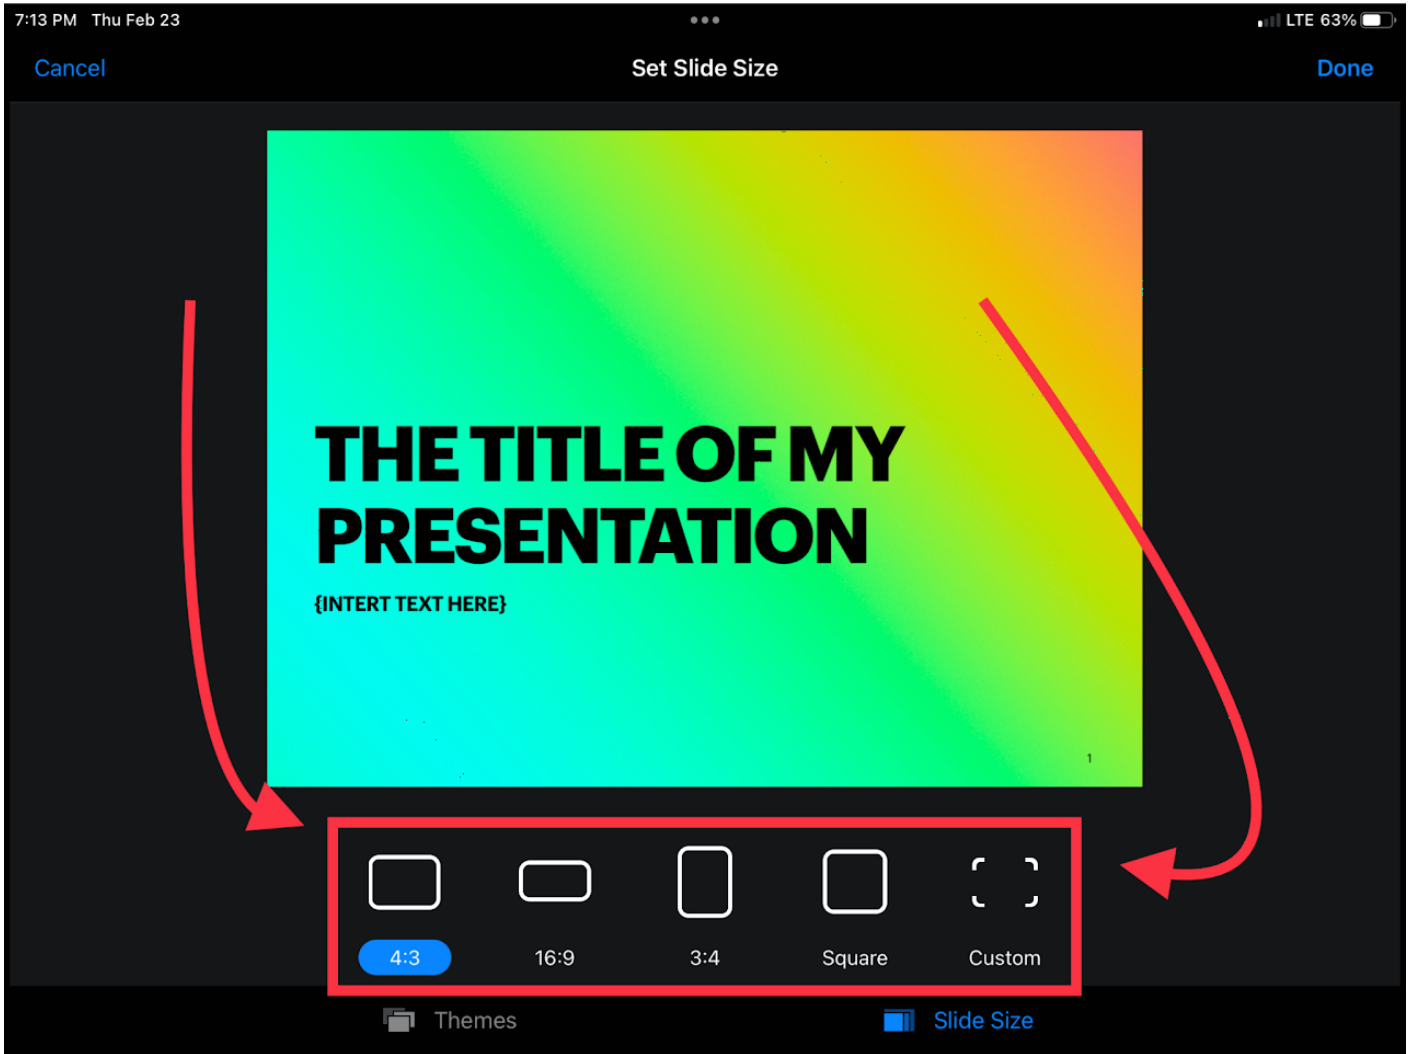 7:13 PM Thu Feb 23
LTE 63%
Cancel
Set Slide Size
Done
THE TITLE OF MY
PRESENTATION
{INTERT TEXT HERE}
1
4:3
16:9
3:4
Square
Custom
Themes
Slide Size